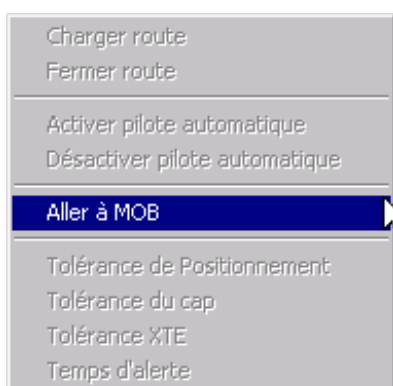 Charger route
Fermer route
Activer pilote automatique
Désactiver pilote automatique
Aller à MOB
Tolérance de Positionnement
Tolérance du cap
Tolérance XTE
Temps d'alerte